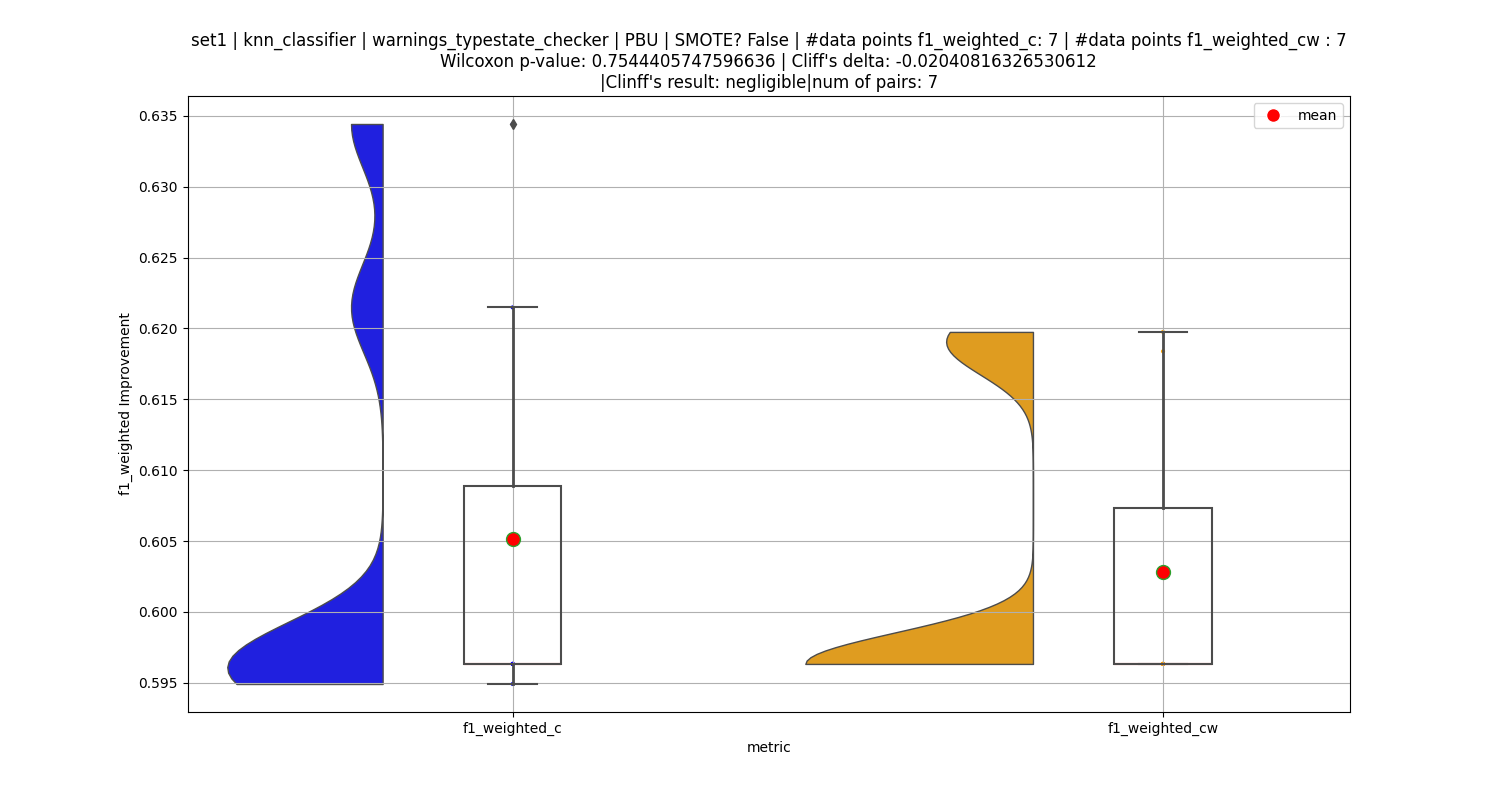 set1 | knn_classifier | warnings_typestate_checker | PBU | SMOTE? False | #data points f1_weighted_c: 7 | #data points f1_weighted_cw : 7
Wilcoxon p-value: 0.7544405747596636 | Cliff's delta: -0.02040816326530612
|Clinff's result: negligible|num of pairs: 7
mean
0.635
0.630
0.625
0.620
0.615
0.610
0.605
0.600
0.595
f1_weighted Improvement
f1_weighted_c
f1_weighted_cw
metric